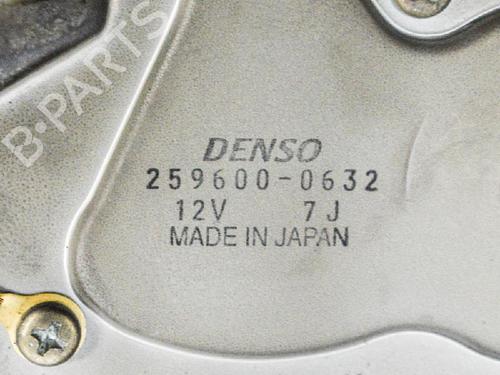 B-PARTS
DENSO
259600-0632
12V 7J
MADE IN JAPAN